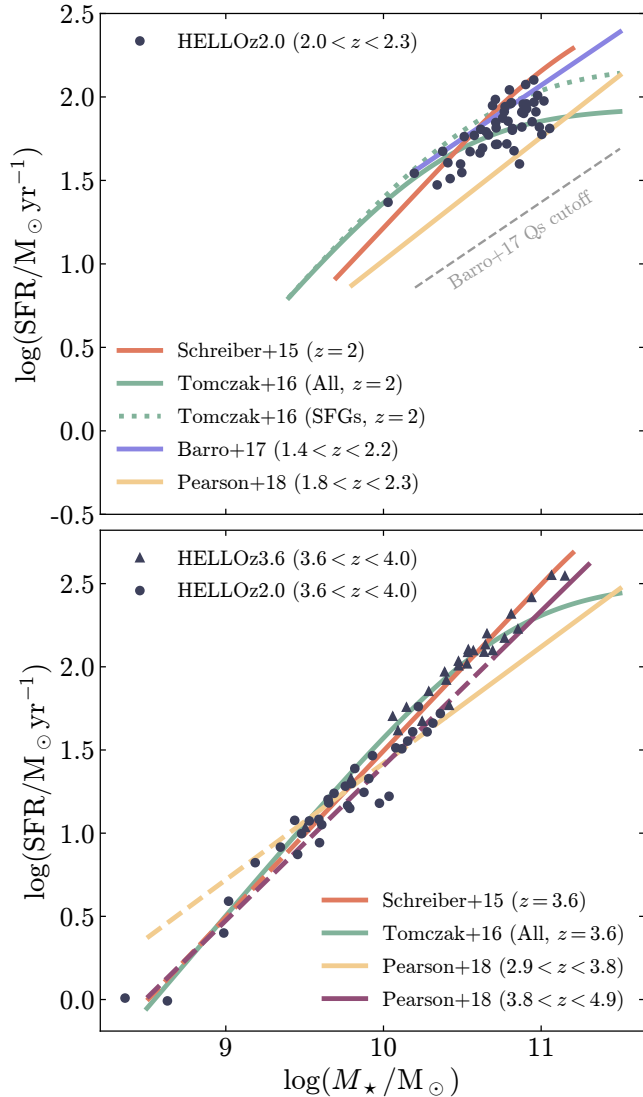 2.5
2.0
1.5
1.0
0.5
0.0
-0.5
log(SFR/M⊙ yr⁻¹)
HELLOz2.0 (2.0 < z < 2.3)
Barro+17 Qs cutoff
Schreiber+15 (z = 2)
Tomczak+16 (All, z = 2)
Tomczak+16 (SFGs, z = 2)
Barro+17 (1.4 < z < 2.2)
Pearson+18 (1.8 < z < 2.3)
2.5
2.0
1.5
1.0
0.5
0.0
log(SFR/M⊙ yr⁻¹)
HELLOz3.6 (3.6 < z < 4.0)
HELLOz2.0 (3.6 < z < 4.0)
Schreiber+15 (z = 3.6)
Tomczak+16 (All, z = 3.6)
Pearson+18 (2.9 < z < 3.8)
Pearson+18 (3.8 < z < 4.9)
9 10 11
log(M★/M⊙)